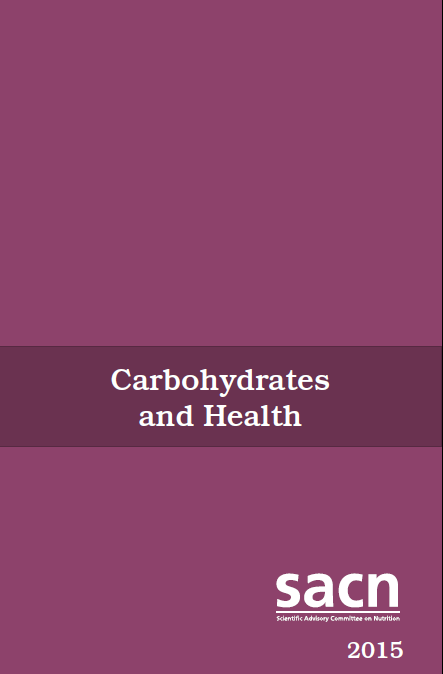 Carbohydrates
and Health
sacn
Scientific Advisory Committee on Nutrition
2015